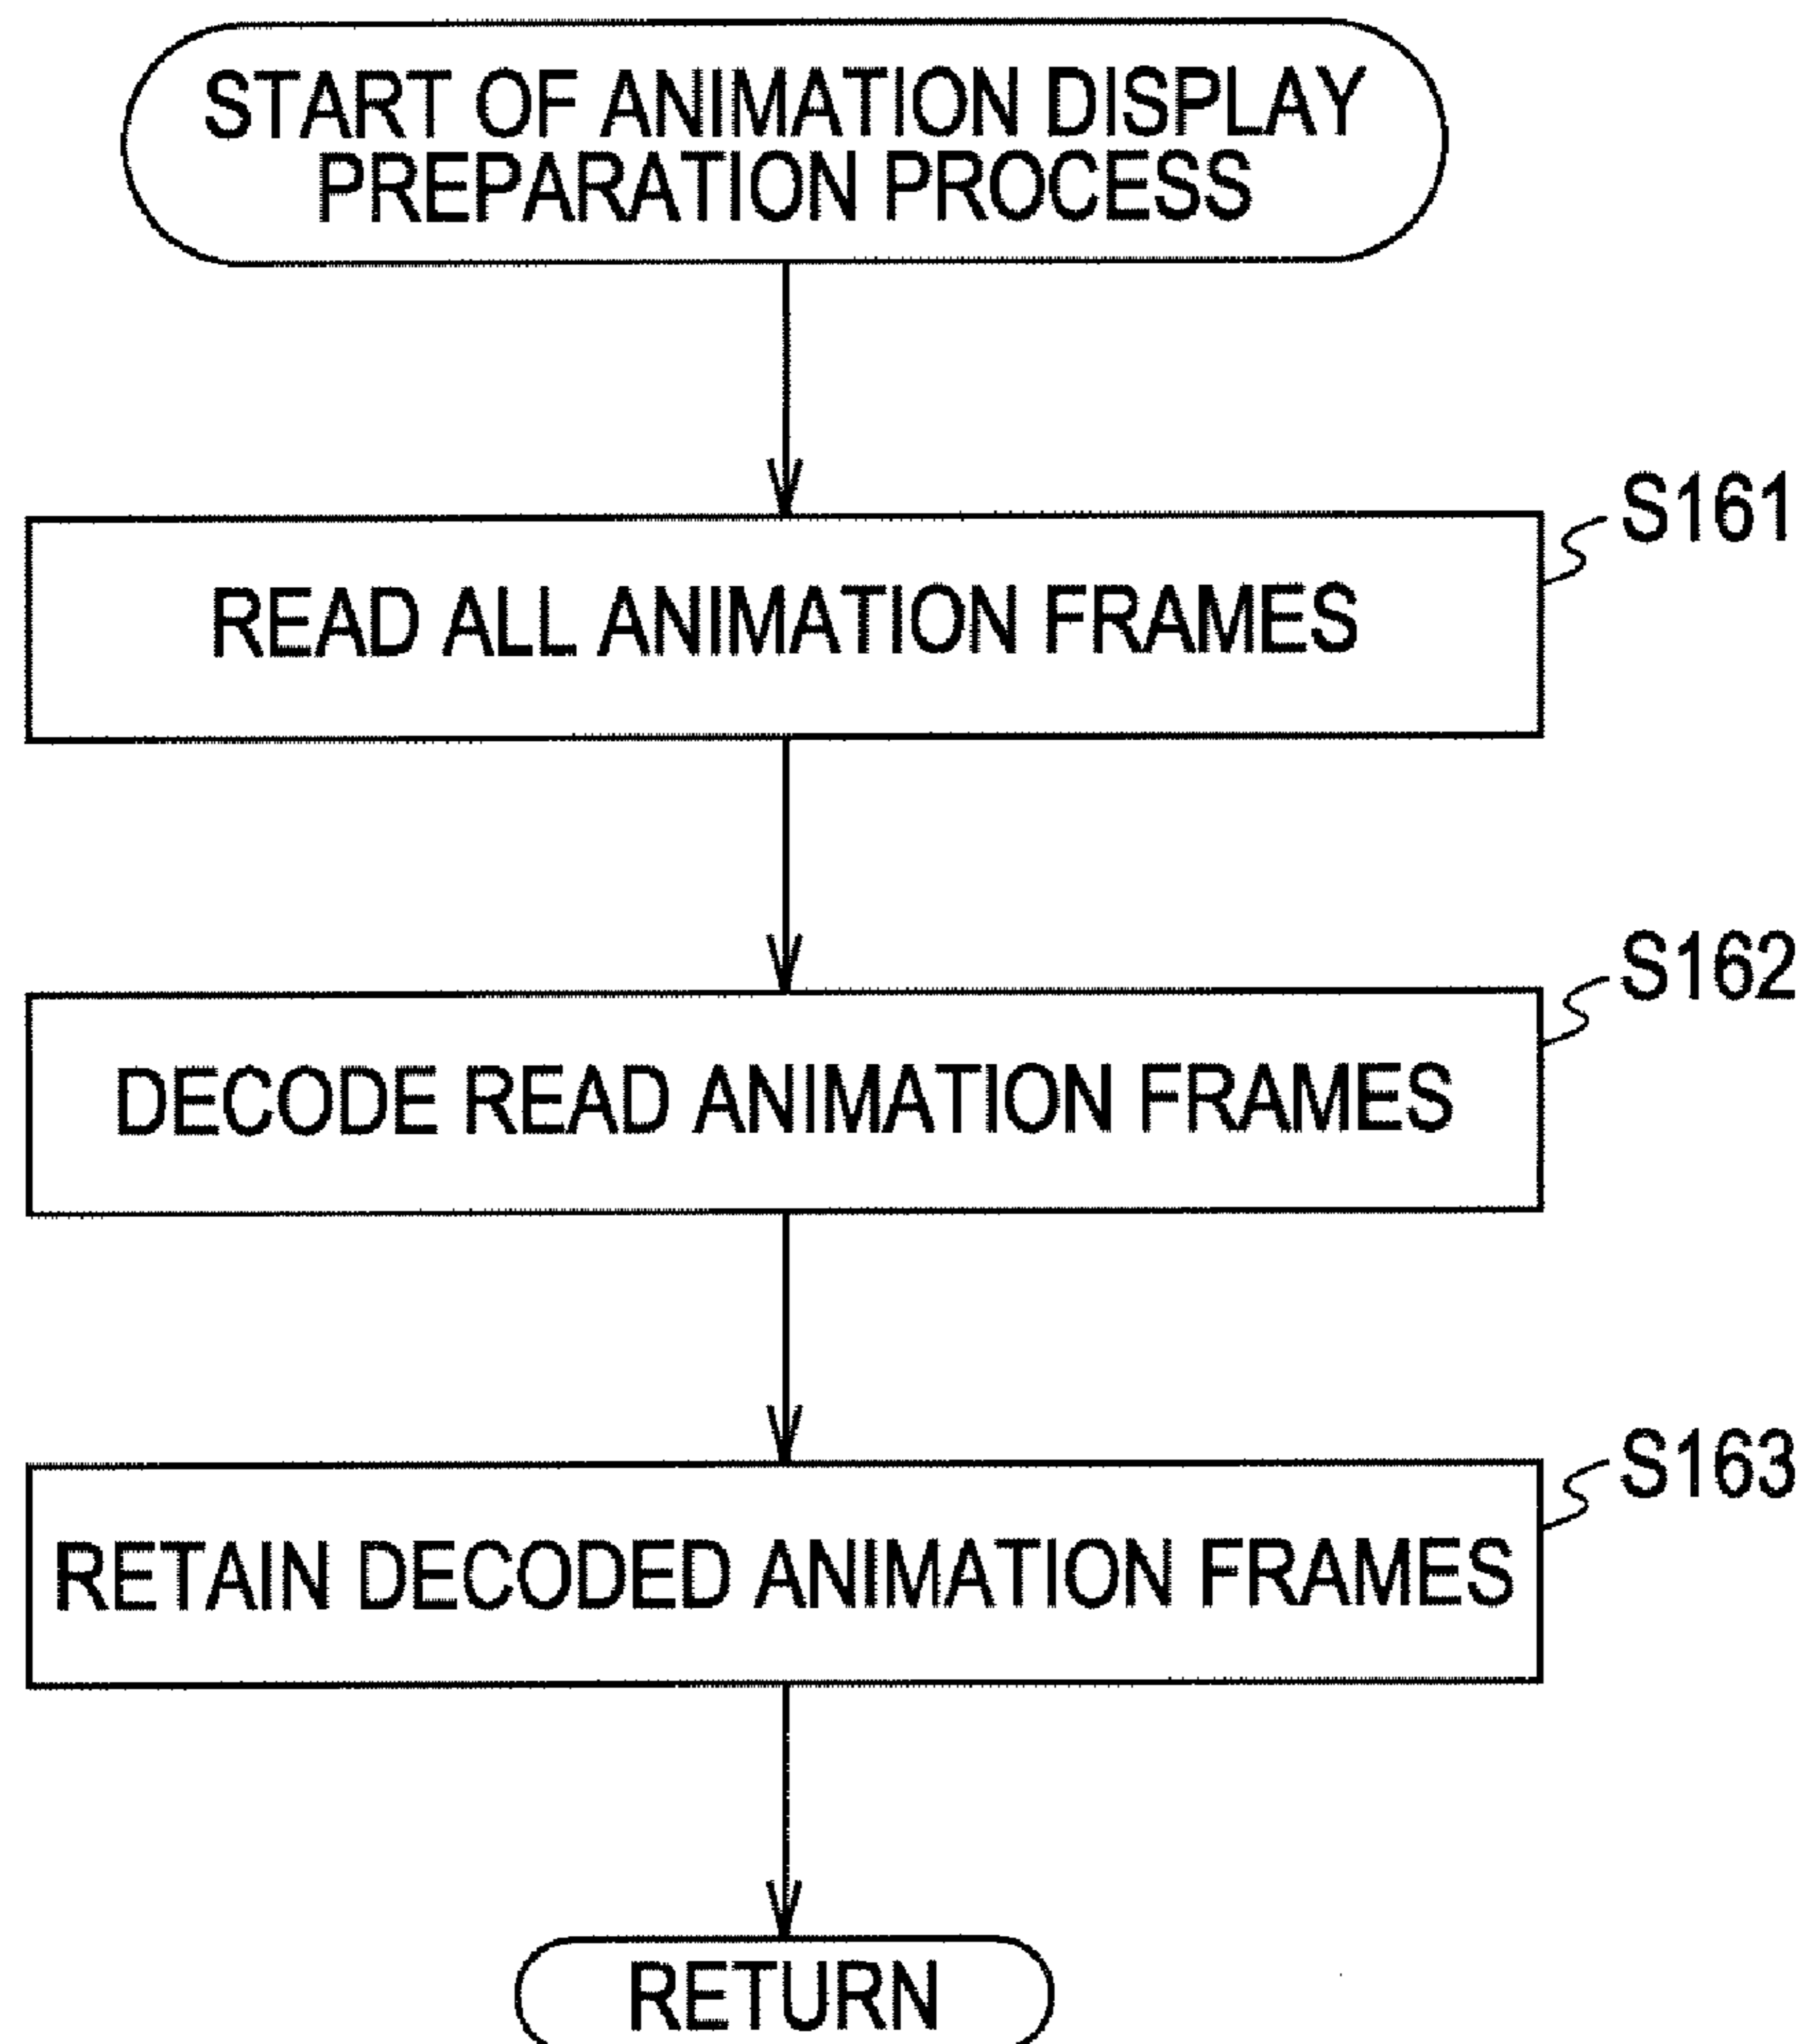 START OF ANIMATION DISPLAY
PREPARATION PROCESS
S161
READ ALL ANIMATION FRAMES
S162
DECODE READ ANIMATION FRAMES
S163
RETAIN DECODED ANIMATION FRAMES
RETURN